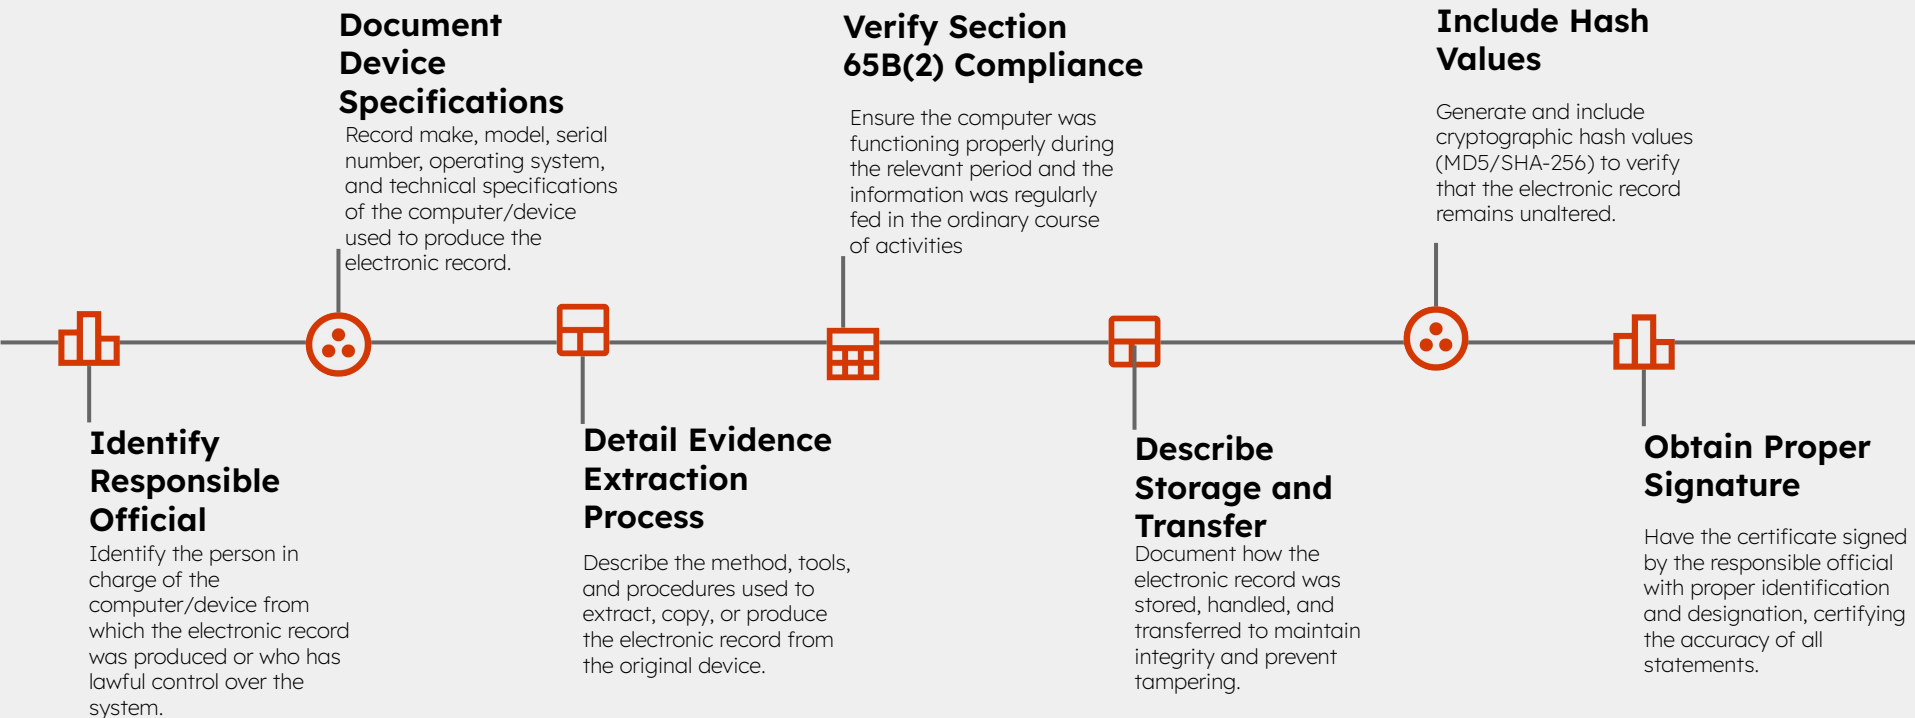 Identify
Responsible
Official
Identify the person in
charge of the
computer/device from
which the electronic record
was produced or who has
lawful control over the
system.
Document
Device
Specifications
Record make, model, serial
number, operating system,
and technical specifications
of the computer/device
used to produce the
electronic record.
Detail Evidence
Extraction
Process
Describe the method, tools,
and procedures used to
extract, copy, or produce
the electronic record from
the original device.
Verify Section
65B(2) Compliance
Ensure the computer was
functioning properly during
the relevant period and the
information was regularly
fed in the ordinary course
of activities
Describe
Storage and
Transfer
Document how the
electronic record was
stored, handled, and
transferred to maintain
integrity and prevent
tampering.
Include Hash
Values
Generate and include
cryptographic hash values
(MD5/SHA-256) to verify
that the electronic record
remains unaltered.
Obtain Proper
Signature
Have the certificate signed
by the responsible official
with proper identification
and designation, certifying
the accuracy of all
statements.